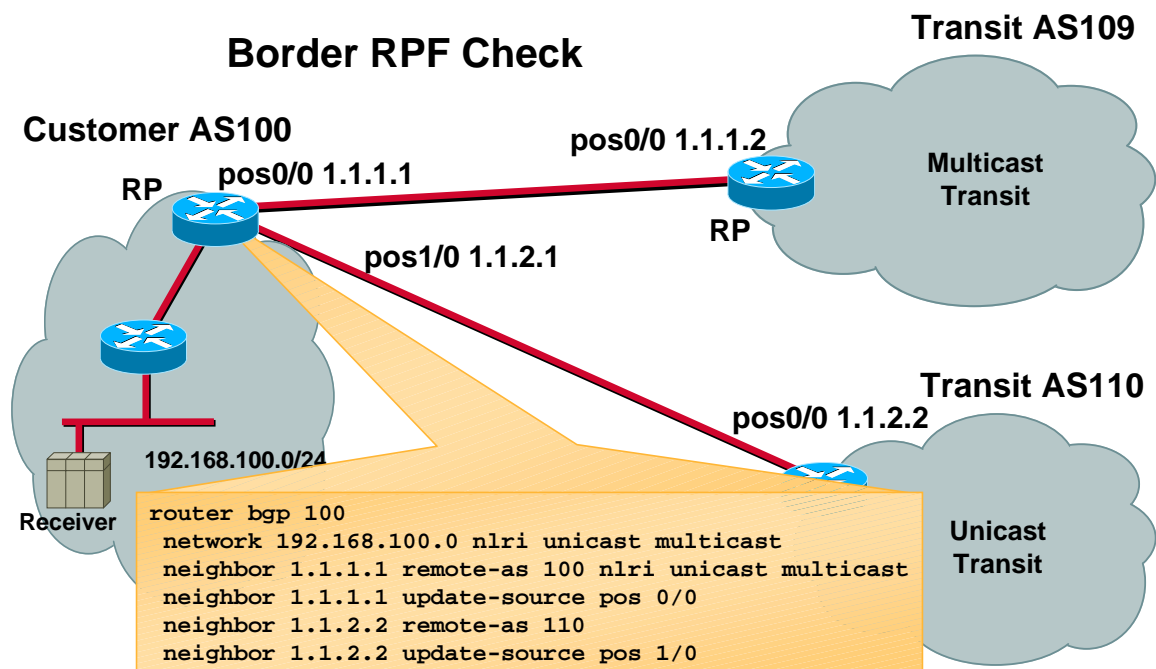 Border RPF Check
Transit AS109
Customer AS100
pos0/0 1.1.1.2
pos0/0 1.1.1.1
Multicast
Transit
RP
RP
pos1/0 1.1.2.1
Transit AS110
pos0/0 1.1.2.2
192.168.100.0/24
Receiver
Unicast
Transit
router bgp 100
network 192.168.100.0 nlri unicast multicast
neighbor 1.1.1.1 remote-as 100 nlri unicast multicast
neighbor 1.1.1.1 update-source pos 0/0
neighbor 1.1.2.2 remote-as 110
neighbor 1.1.2.2 update-source pos 1/0